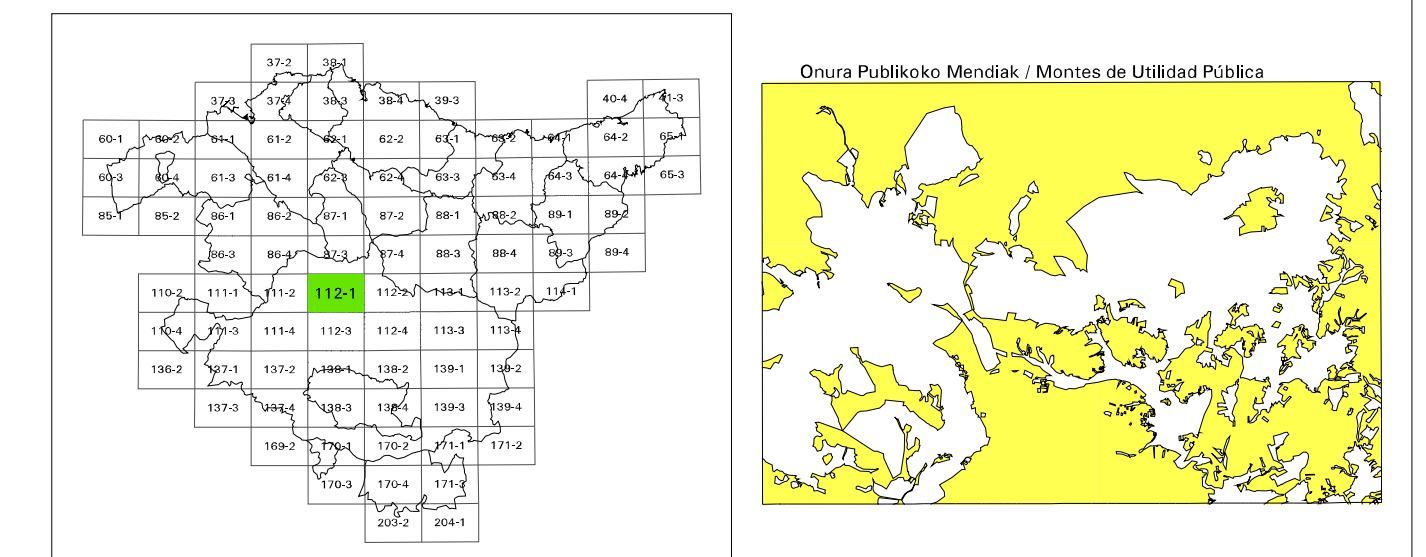 37-2 38-1
Onura Publikoko Mendiak / Montes de Utilidad Pública
37-3 37-4 38-3 38-4 39-3 40-4 41-3
60-1 60-2 61-1 61-2 62-1 62-2 63-1 63-2 64-1 64-2 65-1
60-3 60-4 61-3 61-4 62-3 62-4 63-3 63-4 64-3 64-4 65-3
85-1 85-2 86-1 86-2 87-1 87-2 88-1 88-2 89-1 89-2
86-3 86-4 87-3 87-4 88-3 88-4 89-3 89-4
110-2 111-1 111-2 112-1 112-2 113-1 113-2 114-1
110-4 111-3 111-4 112-3 112-4 113-3 113-4
136-2 137-1 137-2 138-1 138-2 139-1 139-2
137-3 137-4 138-3 138-4 139-3 139-4
169-2 170-1 170-2 171-1 171-2
170-3 170-4 171-3
203-2 204-1